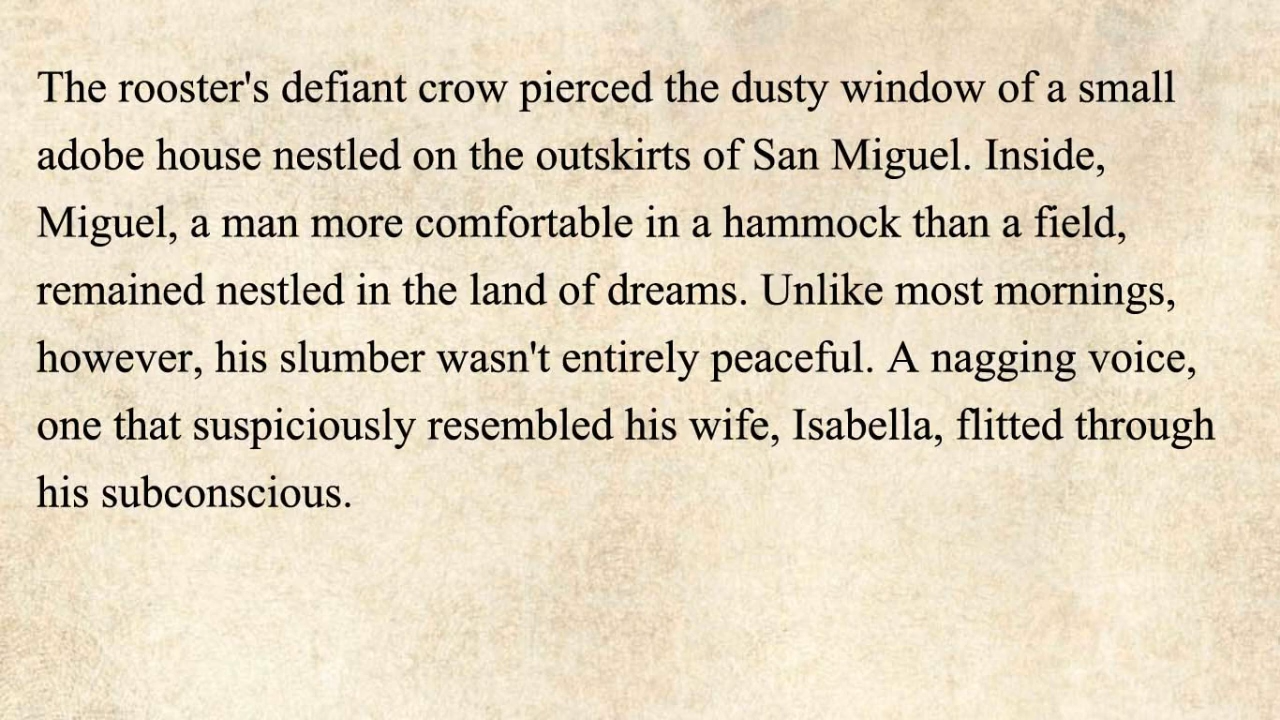 The rooster's defiant crow pierced the dusty window of a small
adobe house nestled on the outskirts of San Miguel. Inside,
Miguel, a man more comfortable in a hammock than a field,
remained nestled in the land of dreams. Unlike most mornings,
however, his slumber wasn't entirely peaceful. A nagging voice,
one that suspiciously resembled his wife, Isabella, flitted through
his subconscious.